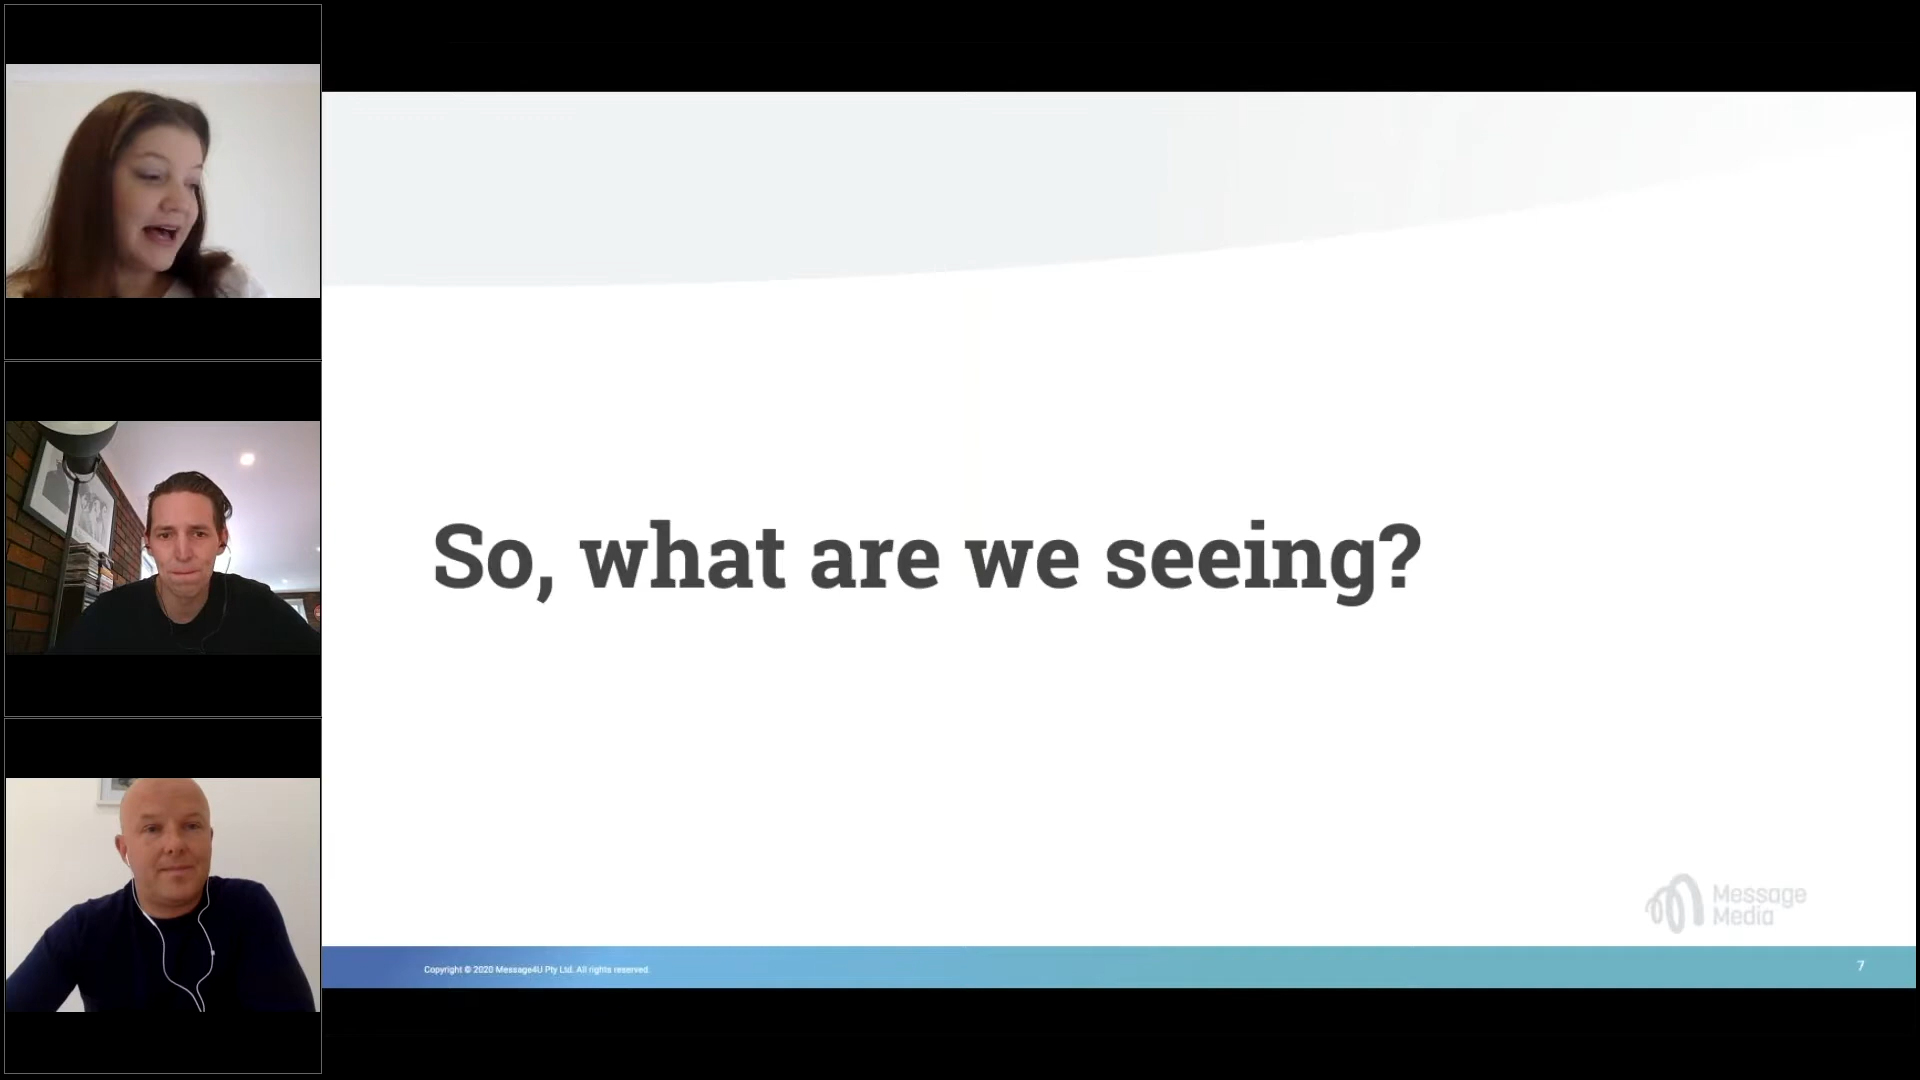 So, what are we seeing?
Message
Media
Copyright © 2020 Message4U Pty Ltd. All rights reserved.
7